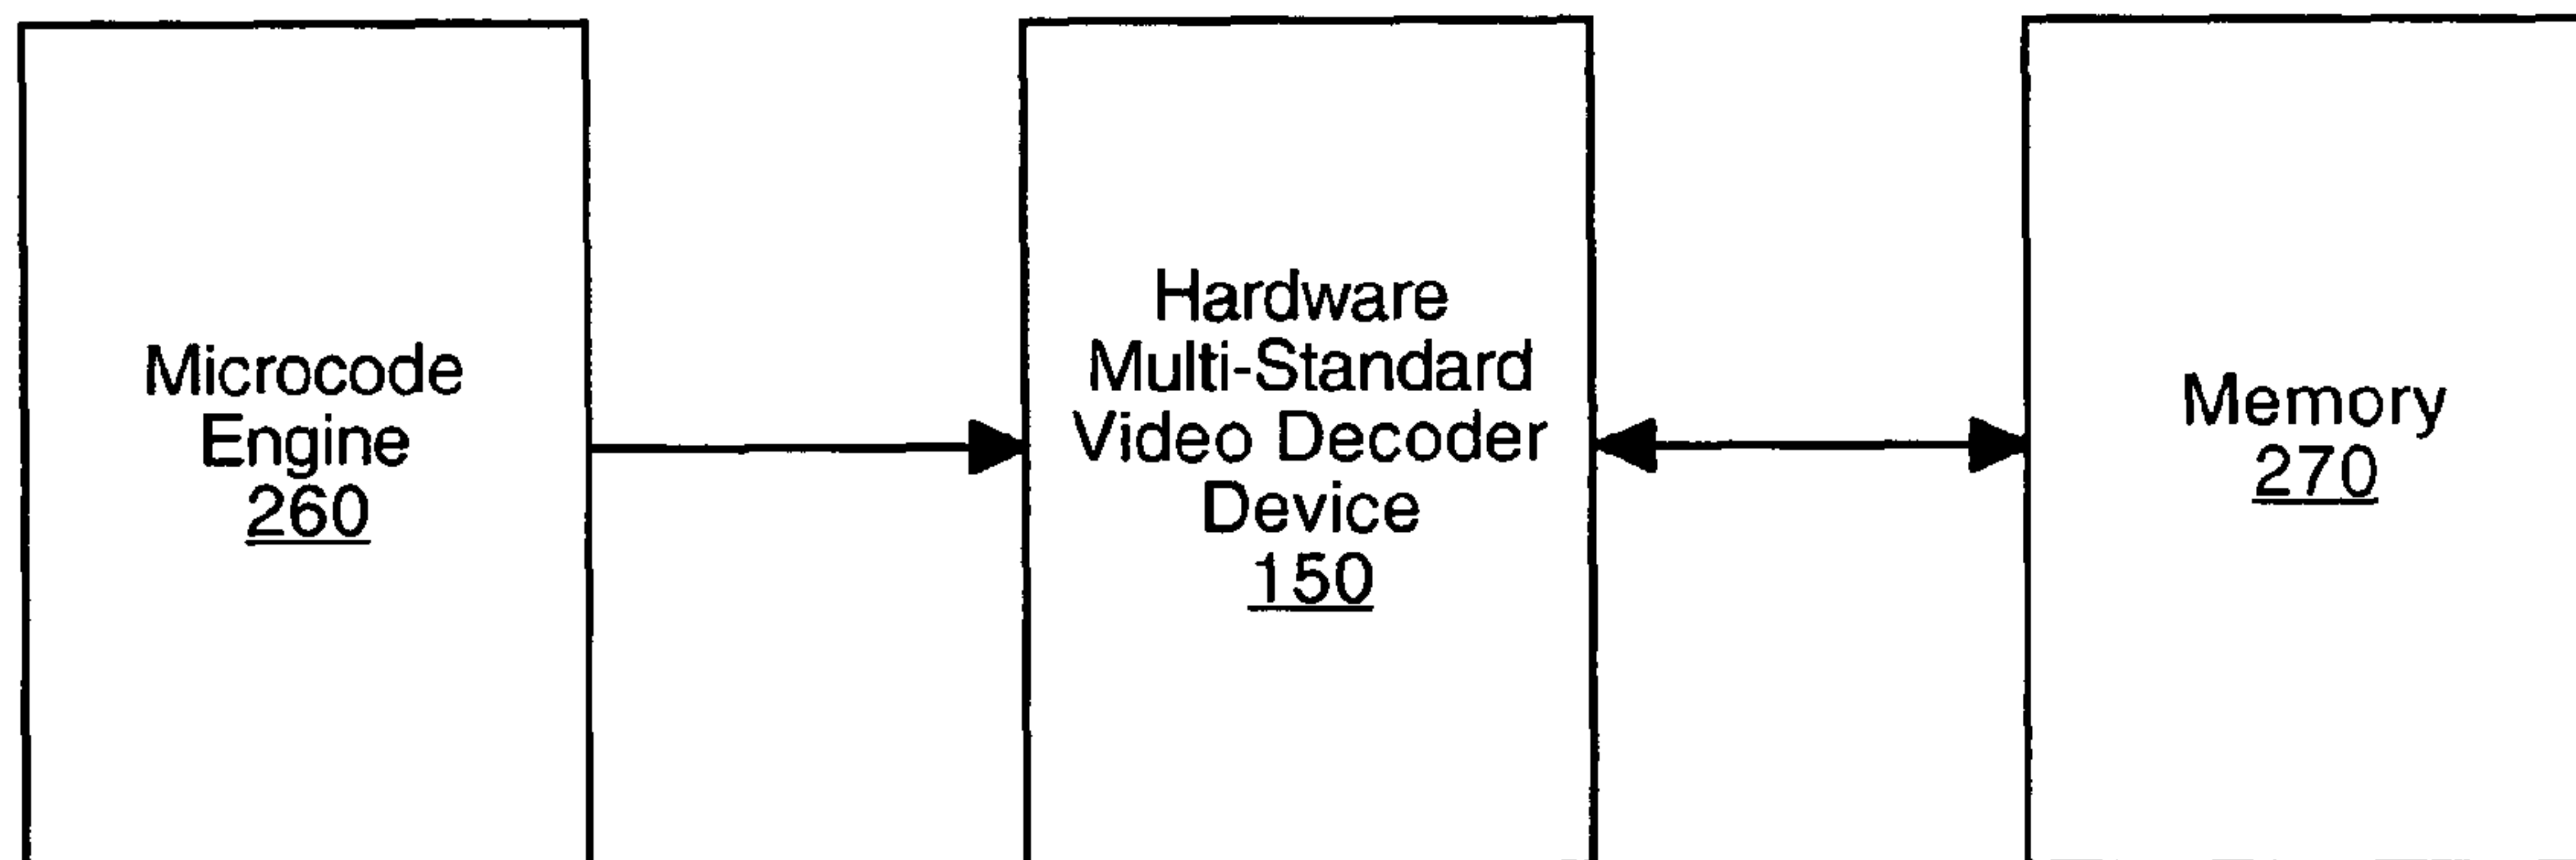 Microcode
Engine
260
Hardware
Multi-Standard
Video Decoder
Device
150
Memory
270